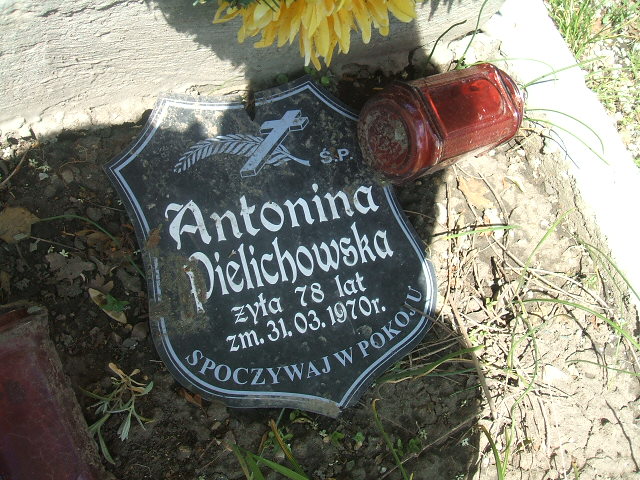 Ś.P.
Antonina
Pielichowska
żyła 78 lat
zm. 31. 03. 1970r.
SPOCZYWAJ W POKOJU